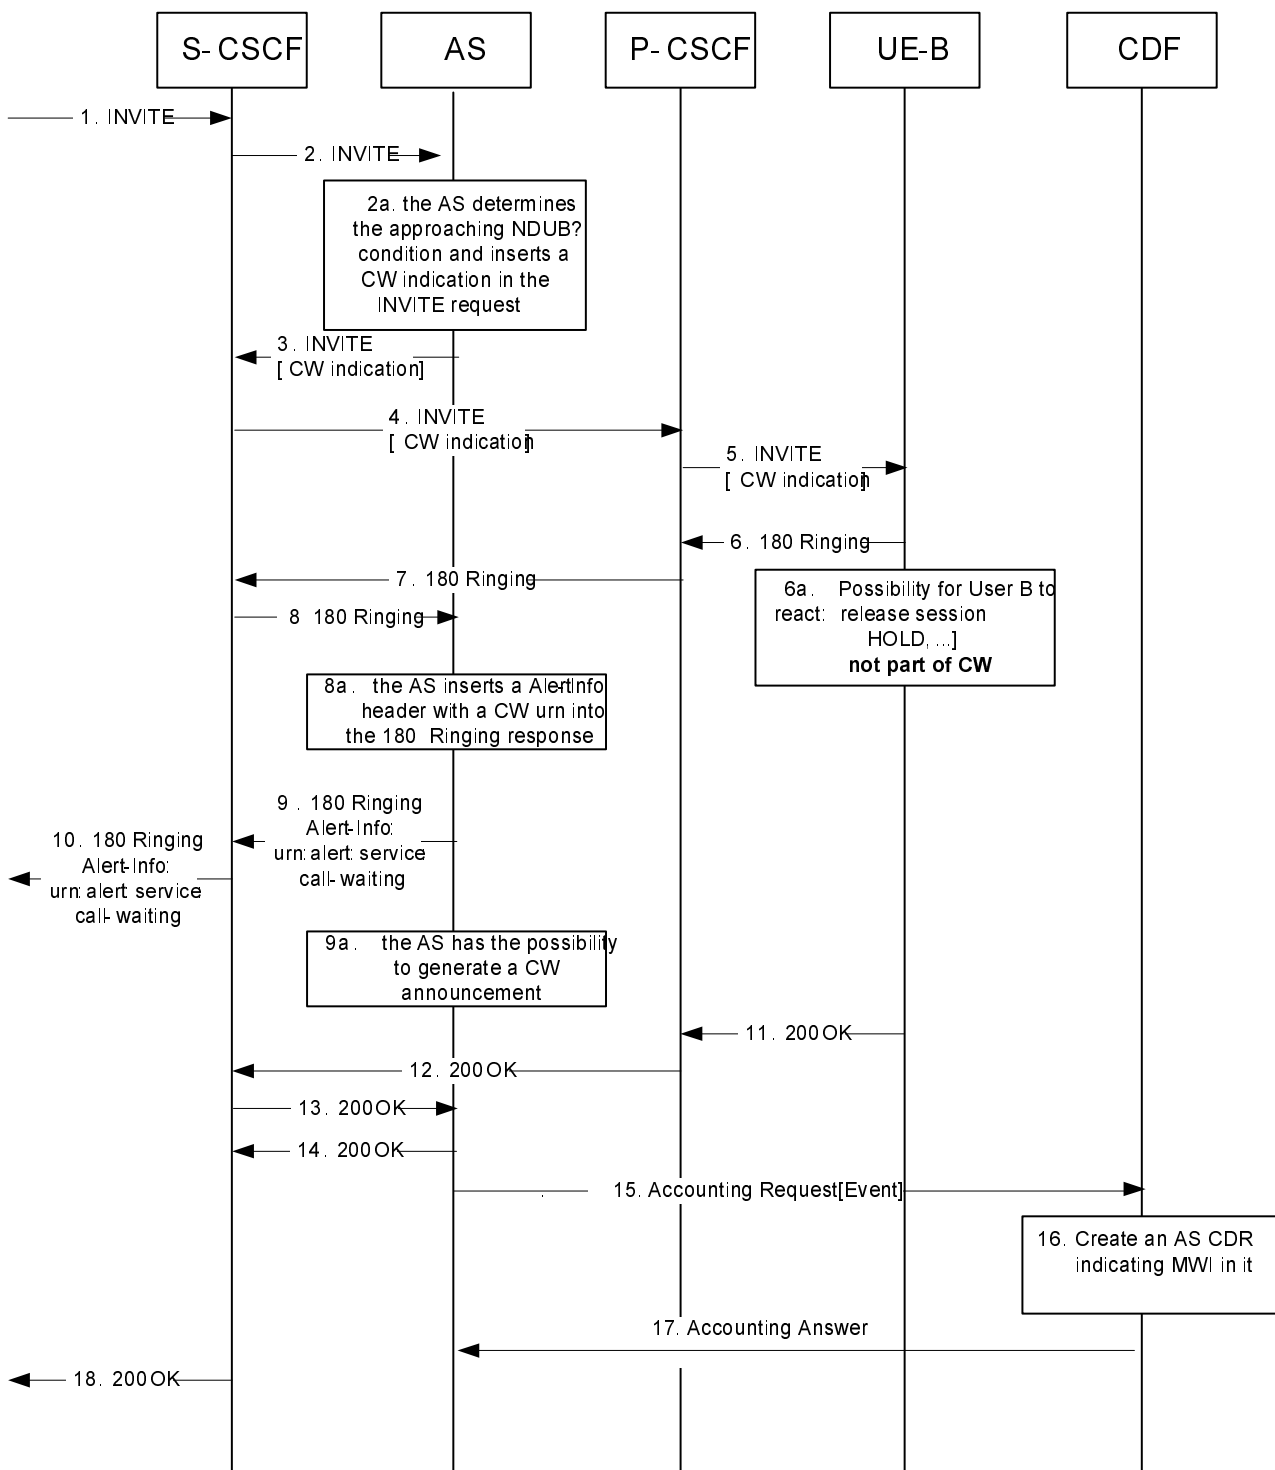 S-CSCF
AS
P-CSCF
UE-B
CDF
1. INVITE
2. INVITE
2a. the AS determines
the approaching NDUB?
condition and inserts a
CW indication in the
INVITE request
3. INVITE
[ CW indication]
4. INVITE
[ CW indication]
5. INVITE
[ CW indication]
6. 180 Ringing
7. 180 Ringing
6a. Possibility for User B to
react: release session
HOLD, ...]
not part of CW
8 180 Ringing
8a. the AS inserts a Alert-Info
header with a CW urn into
the 180 Ringing response
9. 180 Ringing
Alert-Info:
urn:alert: service
call-waiting
10. 180 Ringing
Alert-Info:
urn:alert: service
call-waiting
9a. the AS has the possibility
to generate a CW
announcement
11. 200 OK
12. 200 OK
13. 200 OK
14. 200 OK
15. Accounting Request[Event]
16. Create an AS CDR
indicating MWI in it
17. Accounting Answer
18. 200 OK